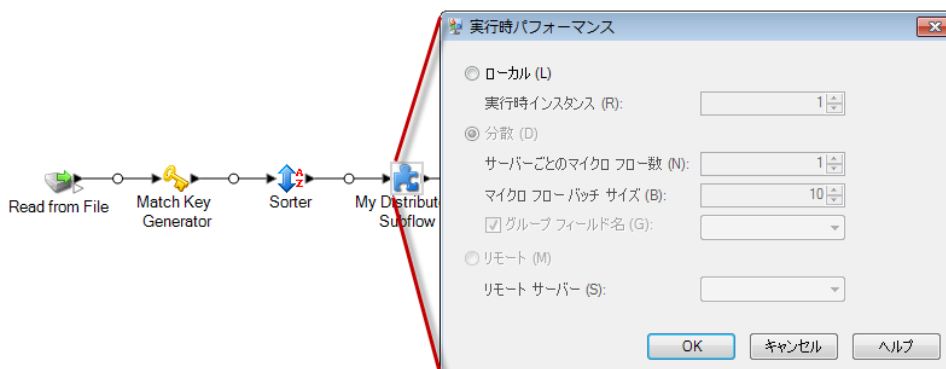 Read from File
Match Key
Generator
A
Z
Sorter
My Distribut
Subflow
実行時パフォーマンス
ローカル (L)
実行時インスタンス (R):
1
分散 (D)
サーバーごとのマイクロ フロー数 (N):
1
マイクロ フロー バッチ サイズ (B):
10
グループ フィールド名 (G):
リモート (M)
リモート サーバー (S):
OK
キャンセル
ヘルプ